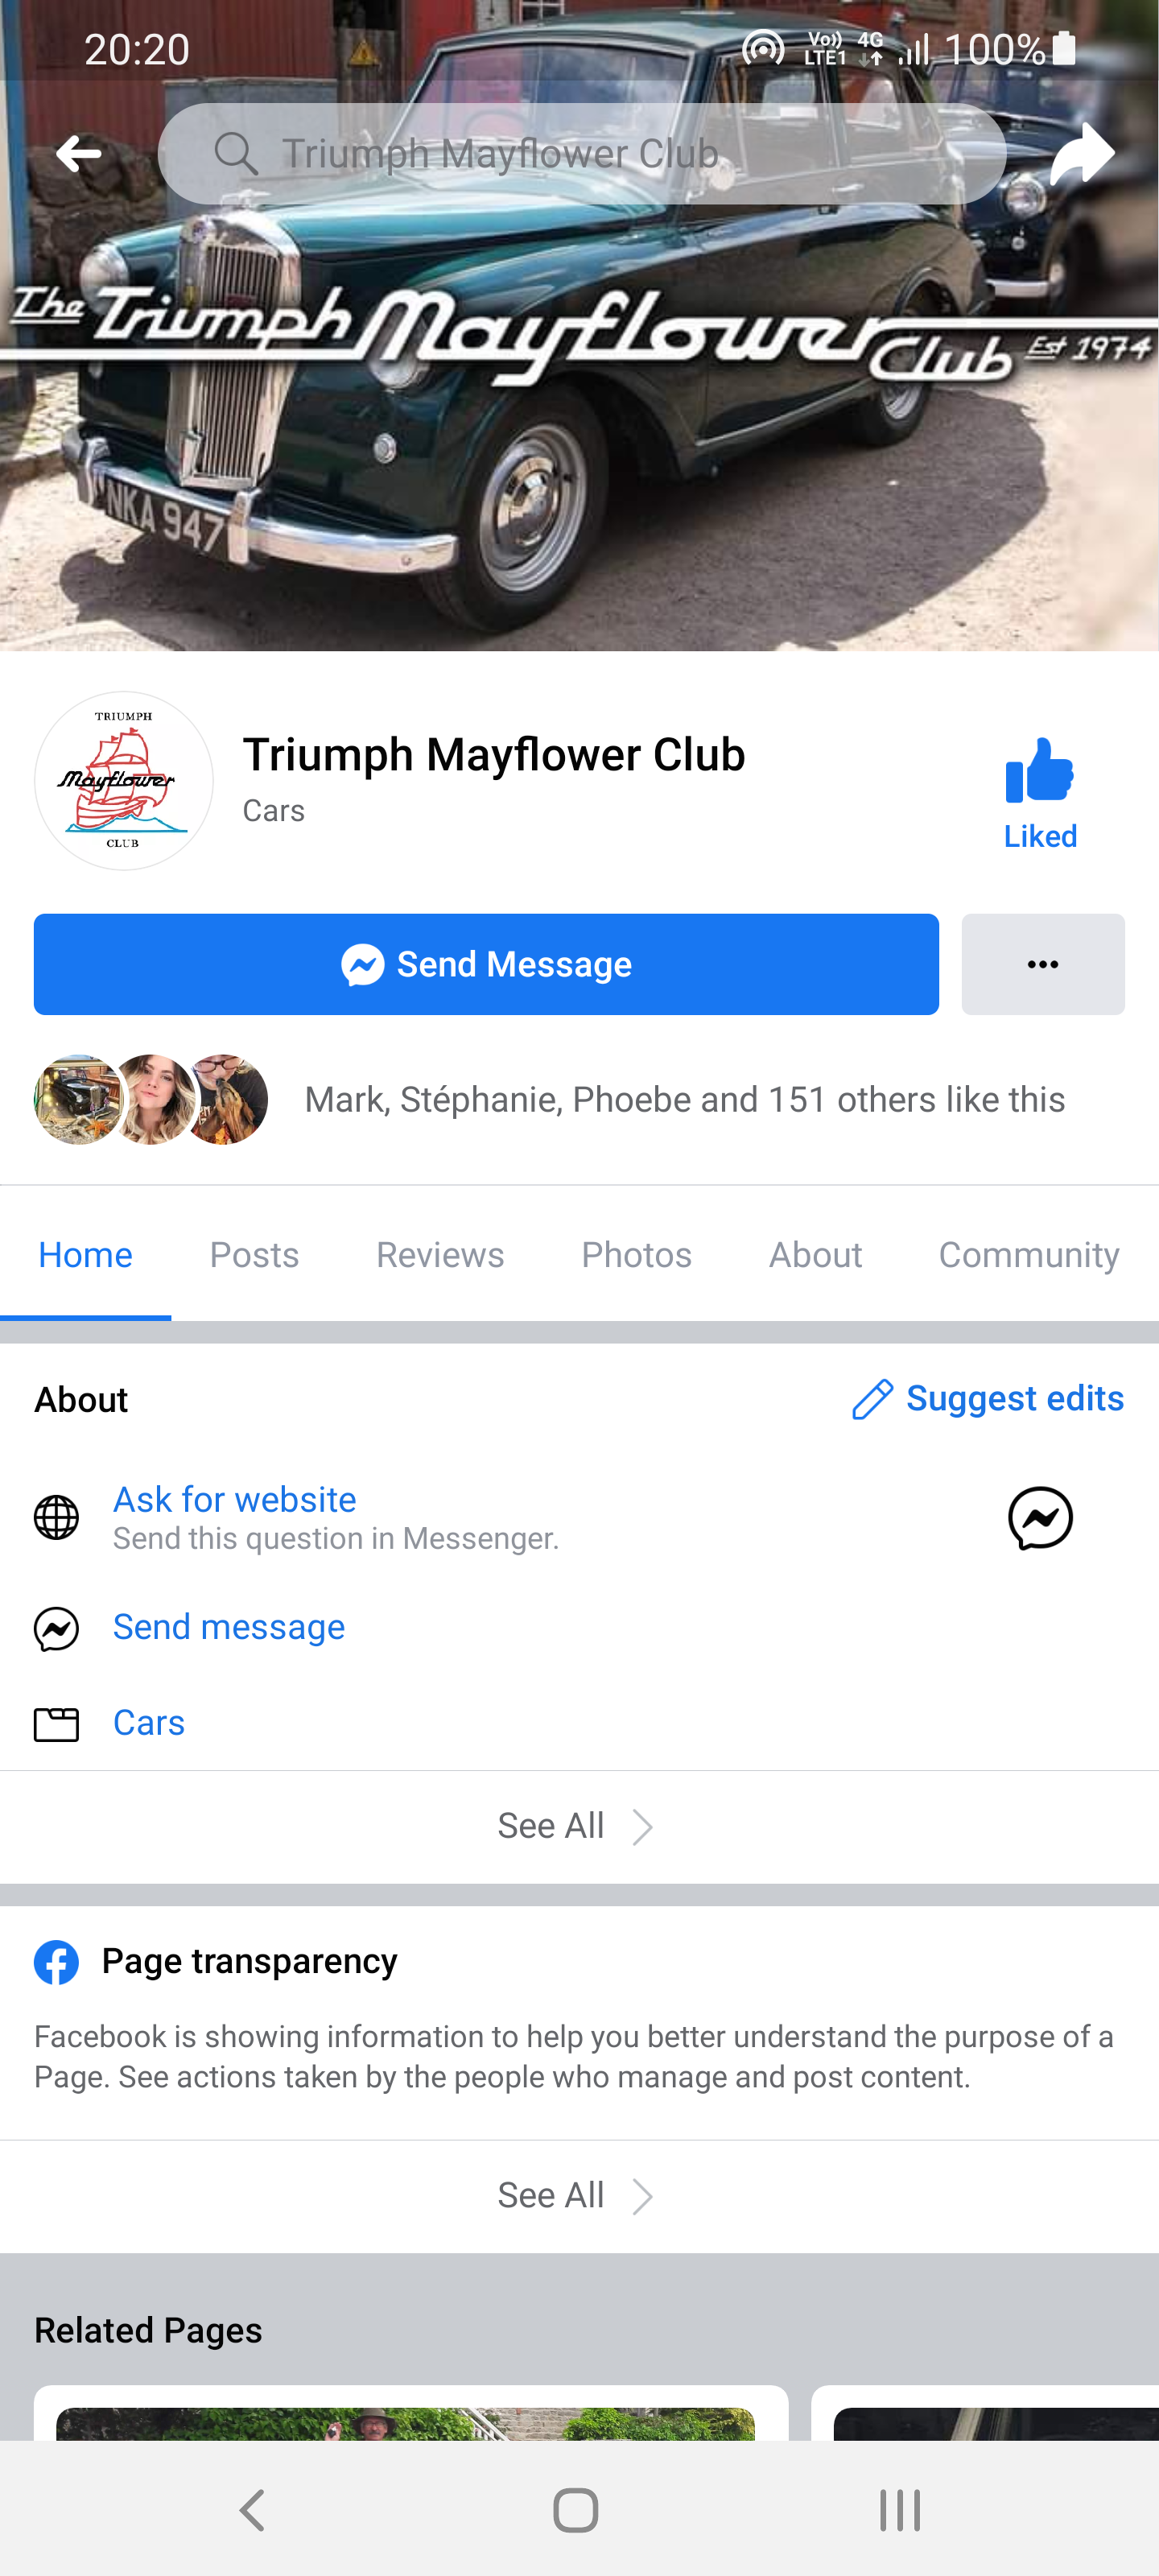 20:20
Vo)) LTE1 4G 100%
Triumph Mayflower Club
The Triumph Mayflower Club Est 1974
NKA 947
TRIUMPH
Mayflower
CLUB
Triumph Mayflower Club
Cars
Liked
Send Message
Mark, Stéphanie, Phoebe and 151 others like this
Home Posts Reviews Photos About Community
About
Suggest edits
Ask for website
Send this question in Messenger.
Send message
Cars
See All
Page transparency
Facebook is showing information to help you better understand the purpose of a
Page. See actions taken by the people who manage and post content.
See All
Related Pages